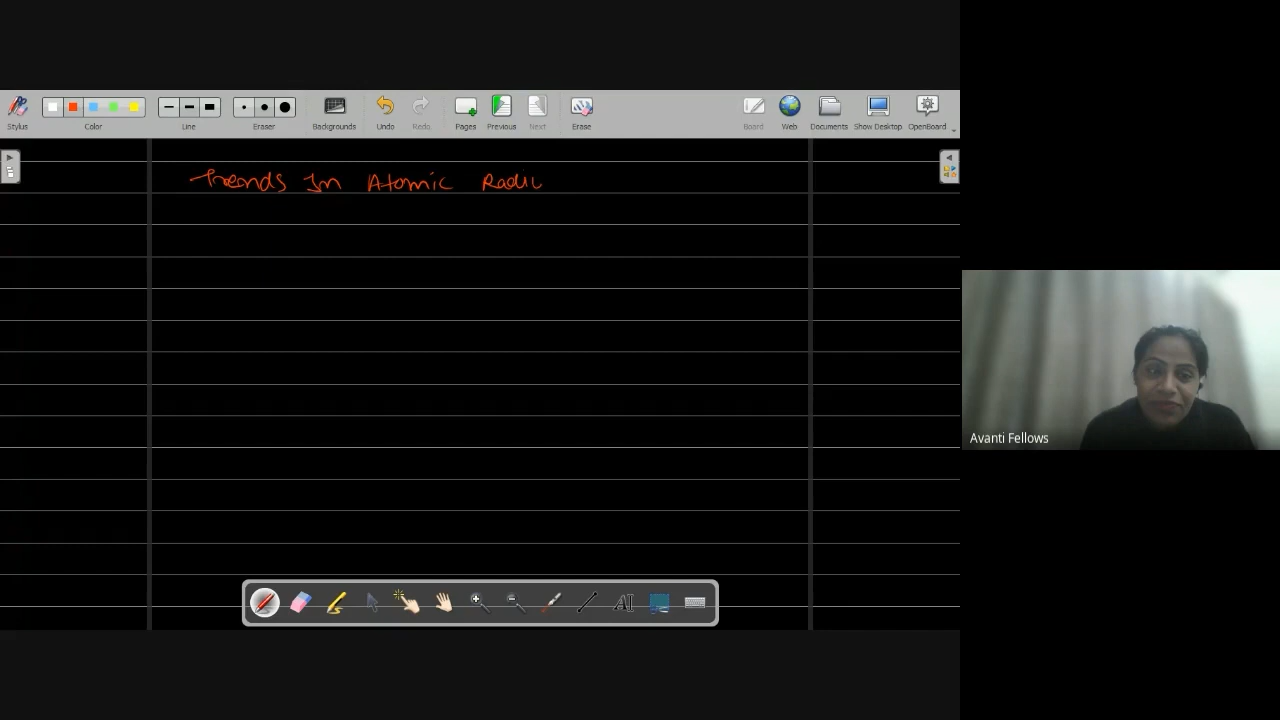 Stylus Color Line Eraser Backgrounds Undo Redo Pages Previous Next Erase Board Web Documents Show Desktop OpenBoard
Trends In Atomic Radii
Avanti Fellows
AI